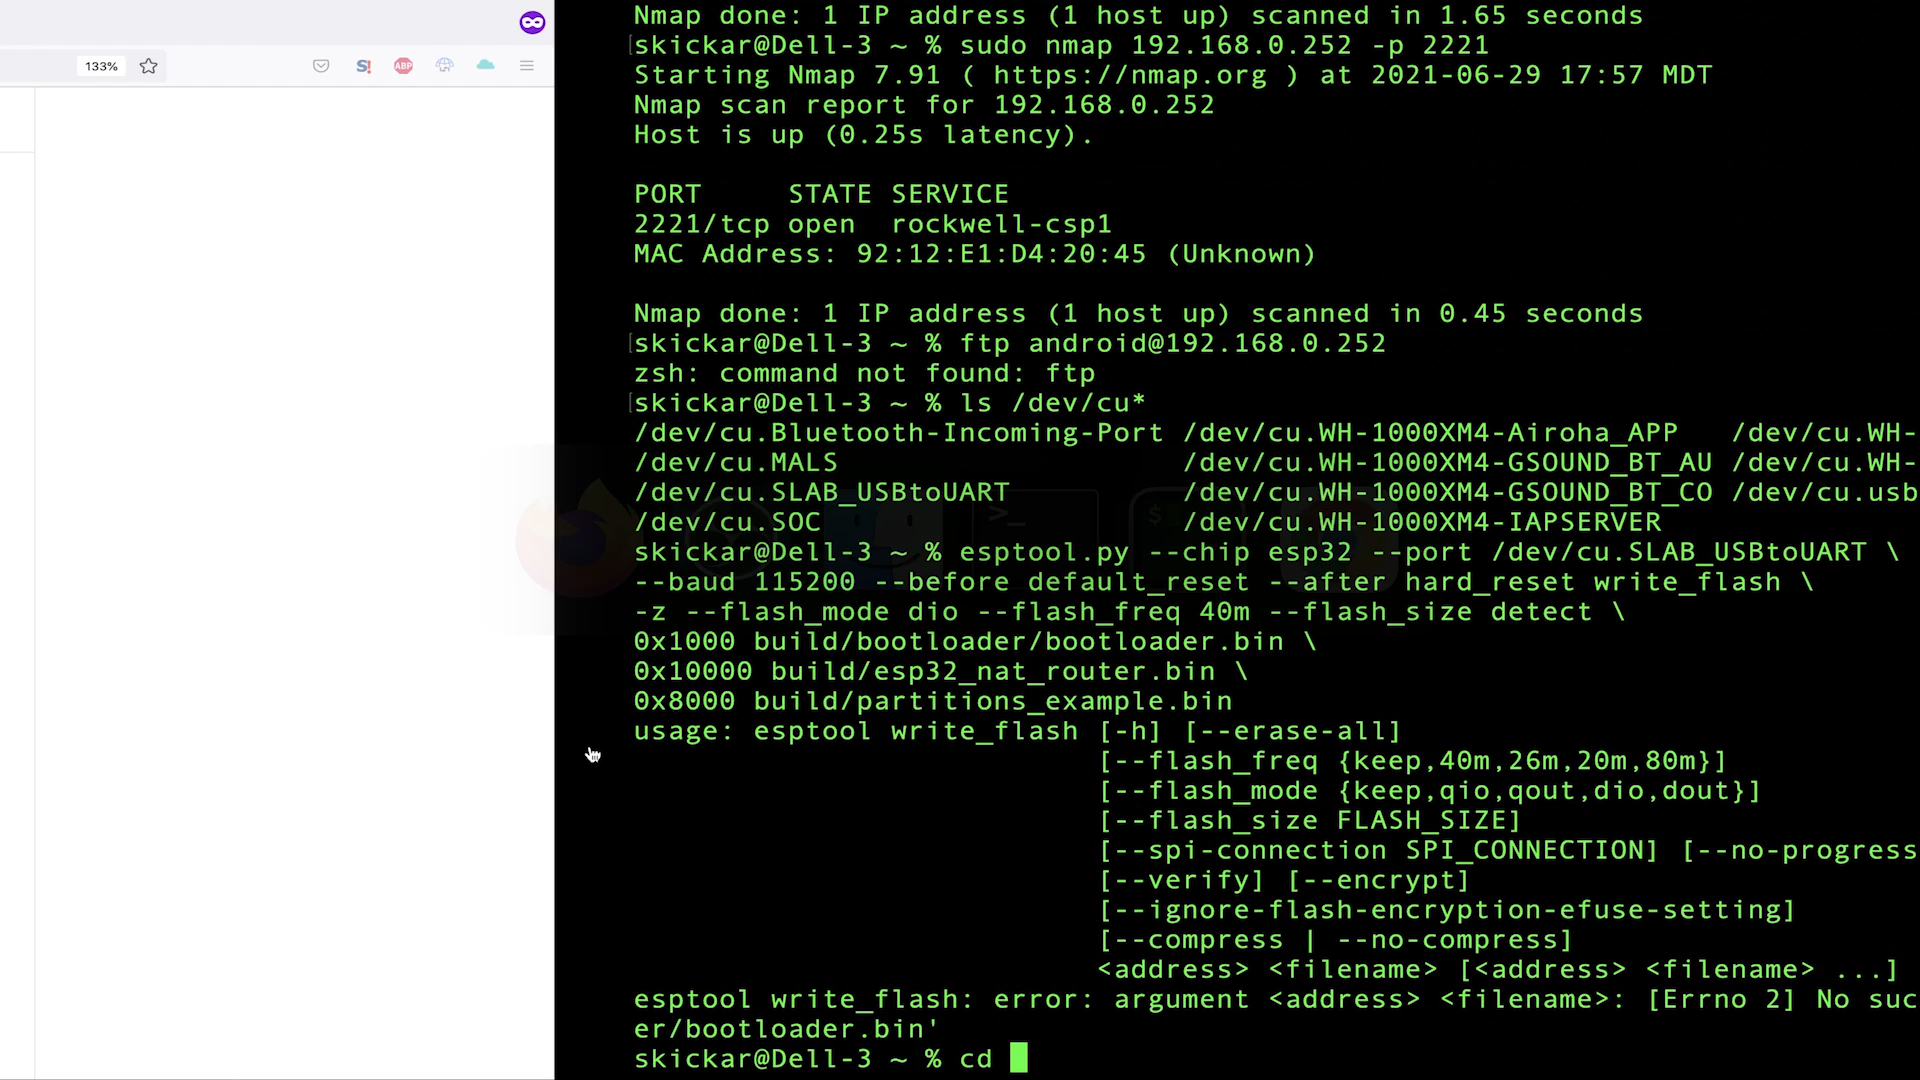 133%
S!
ABP
Nmap done: 1 IP address (1 host up) scanned in 1.65 seconds
[skickar@Dell-3 ~ % sudo nmap 192.168.0.252 -p 2221
Starting Nmap 7.91 ( https://nmap.org ) at 2021-06-29 17:57 MDT
Nmap scan report for 192.168.0.252
Host is up (0.25s latency).
PORT     STATE SERVICE
2221/tcp open  rockwell-csp1
MAC Address: 92:12:E1:D4:20:45 (Unknown)
Nmap done: 1 IP address (1 host up) scanned in 0.45 seconds
[skickar@Dell-3 ~ % ftp android@192.168.0.252
zsh: command not found: ftp
[skickar@Dell-3 ~ % ls /dev/cu*
/dev/cu.Bluetooth-Incoming-Port /dev/cu.WH-1000XM4-Airoha_APP   /dev/cu.WH-
/dev/cu.MALS                    /dev/cu.WH-1000XM4-GSOUND_BT_AU /dev/cu.WH-
/dev/cu.SLAB_USBtoUART          /dev/cu.WH-1000XM4-GSOUND_BT_CO /dev/cu.usb
/dev/cu.SOC                     /dev/cu.WH-1000XM4-IAPSERVER
skickar@Dell-3 ~ % esptool.py --chip esp32 --port /dev/cu.SLAB_USBtoUART \
--baud 115200 --before default_reset --after hard_reset write_flash \
-z --flash_mode dio --flash_freq 40m --flash_size detect \
0x1000 build/bootloader/bootloader.bin \
0x10000 build/esp32_nat_router.bin \
0x8000 build/partitions_example.bin
usage: esptool write_flash [-h] [--erase-all]
[--flash_freq {keep,40m,26m,20m,80m}]
[--flash_mode {keep,qio,qout,dio,dout}]
[--flash_size FLASH_SIZE]
[--spi-connection SPI_CONNECTION] [--no-progress
[--verify] [--encrypt]
[--ignore-flash-encryption-efuse-setting]
[--compress | --no-compress]
<address> <filename> [<address> <filename> ...]
esptool write_flash: error: argument <address> <filename>: [Errno 2] No suc
er/bootloader.bin'
skickar@Dell-3 ~ % cd